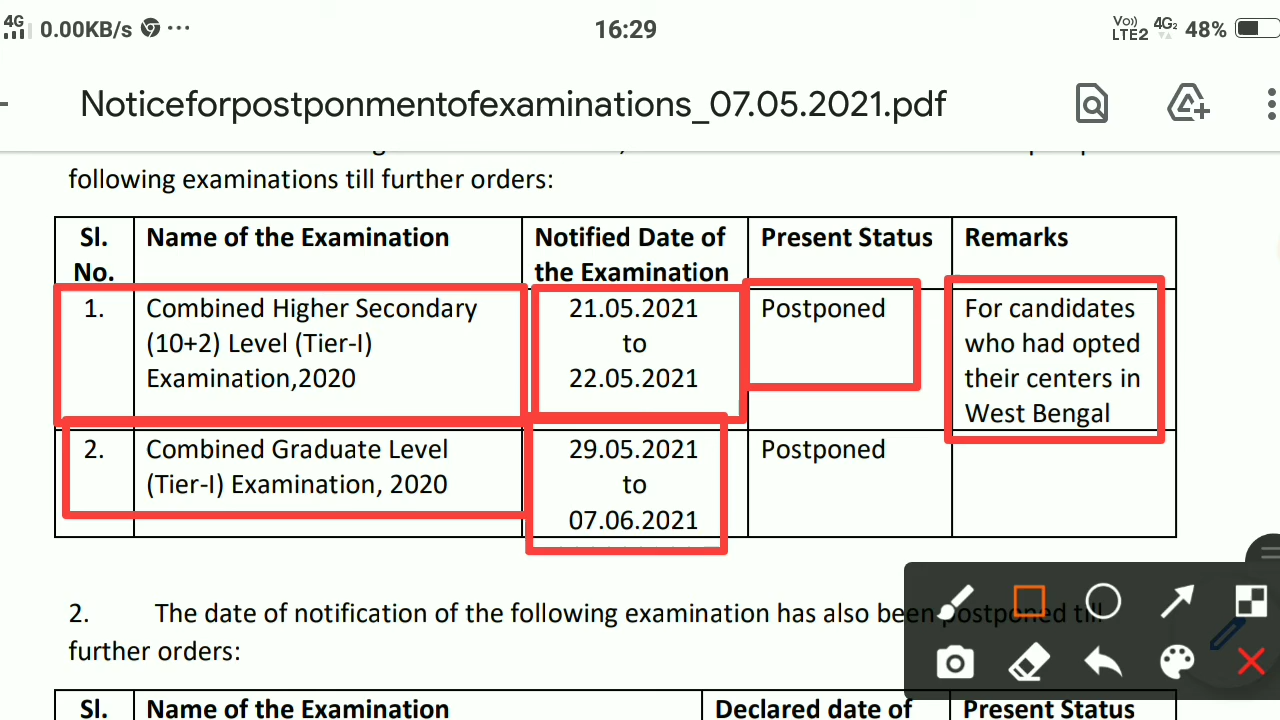 4G 0.00KB/s ... 16:29 Vo)) LTE2 4G2 48%
Noticeforpostponmentofexaminations_07.05.2021.pdf
following examinations till further orders:
Sl. No. Name of the Examination Notified Date of the Examination Present Status Remarks
1. Combined Higher Secondary (10+2) Level (Tier-I) Examination,2020 21.05.2021 to 22.05.2021 Postponed For candidates who had opted their centers in West Bengal
2. Combined Graduate Level (Tier-I) Examination, 2020 29.05.2021 to 07.06.2021 Postponed
2. The date of notification of the following examination has also been postponed till
further orders:
Sl. Name of the Examination Declared date of Present Status